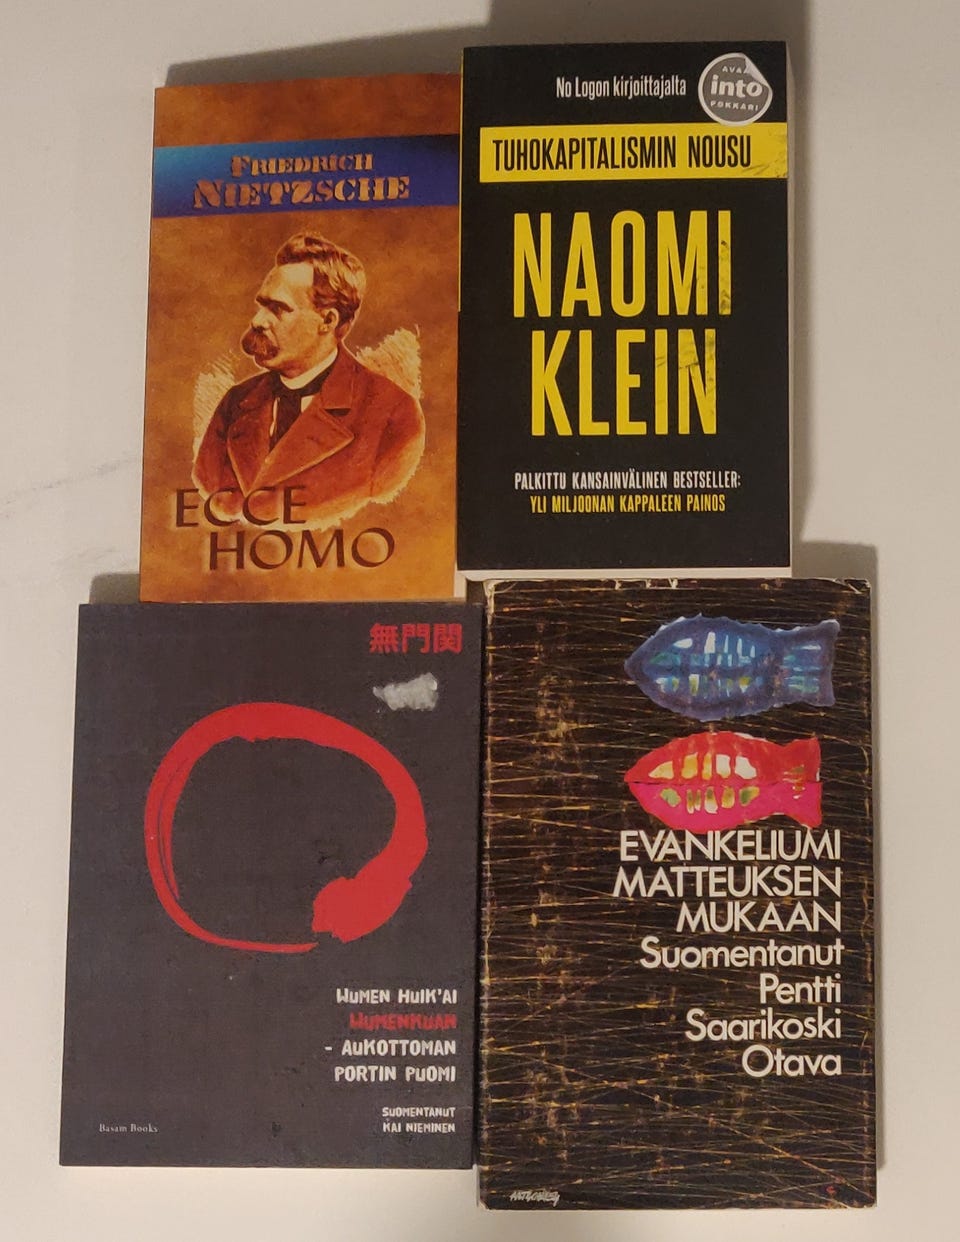 FRIEDRICH
NIETZSCHE
ECCE
HOMO
No Logon kirjoittajalta
AVAA
into
POKKARI
TUHOKAPITALISMIN NOUSU
NAOMI
KLEIN
PALKITTU KANSAINVÄLINEN BESTSELLER:
YLI MILJOONAN KAPPALEEN PAINOS
無門関
WUMEN HUIK'AI
WUMENKUAN
- AUKOTTOMAN
PORTIN PUOMI
SUOMENTANUT
KAI NIEMINEN
Basam Books
EVANKELIUMI
MATTEUKSEN
MUKAAN
Suomentanut
Pentti
Saarikoski
Otava